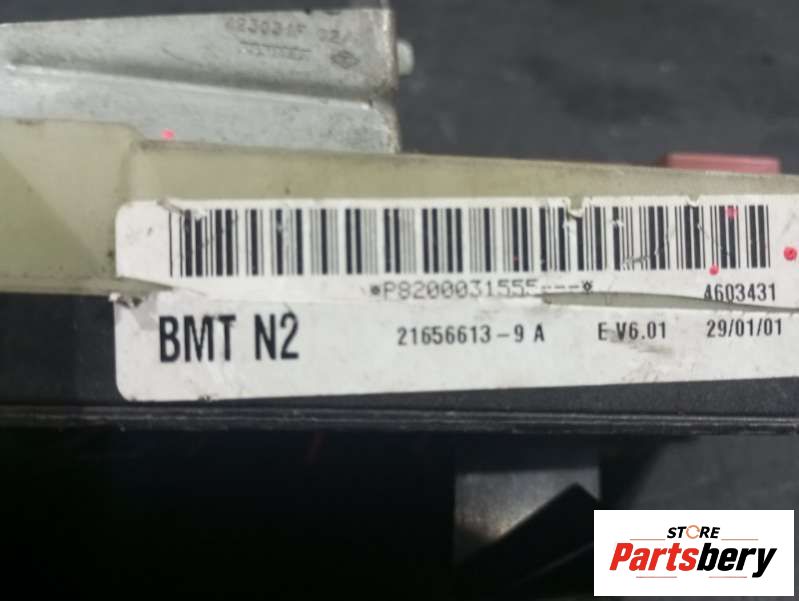 *P8200031555---*
4603431
BMT N2 21656613-9 A E V6.01 29/01/01
STORE
Partsbery